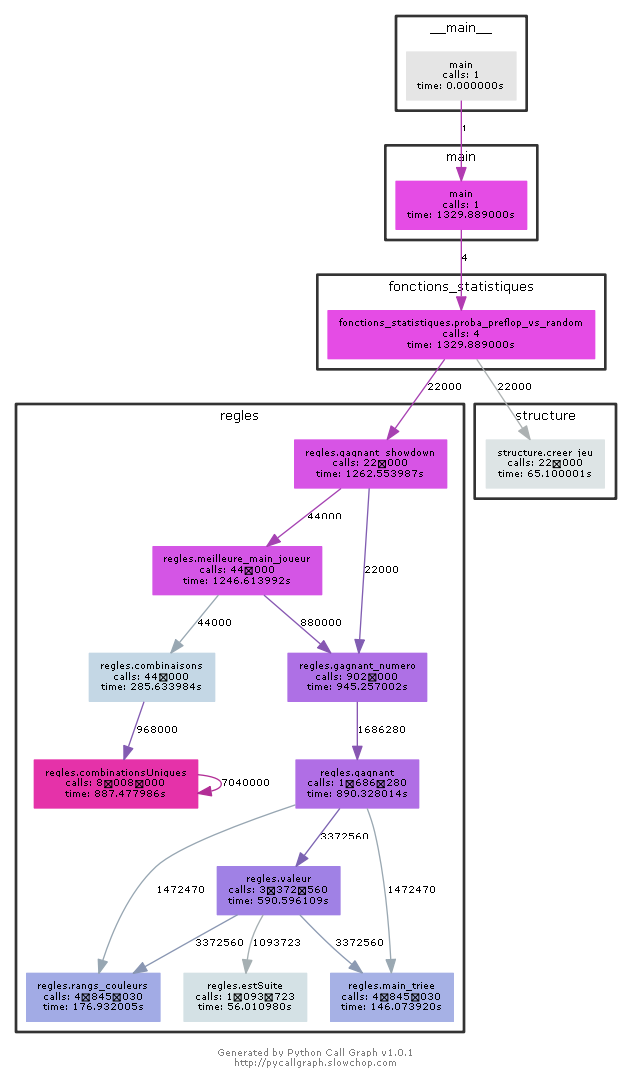 __main__
main
calls: 1
time: 0.000000s
1
main
main
calls: 1
time: 1329.889000s
4
fonctions_statistiques
fonctions_statistiques.proba_preflop_vs_random
calls: 4
time: 1329.889000s
22000
22000
regles
structure
regles.gagnant_showdown
calls: 22□000
time: 1262.553987s
structure.creer_jeu
calls: 22□000
time: 65.100001s
44000
regles.meilleure_main_joueur
calls: 44□000
time: 1246.613992s
22000
44000
880000
regles.combinaisons
calls: 44□000
time: 285.633984s
regles.gagnant_numero
calls: 902□000
time: 945.257002s
968000
1686280
regles.combinationsUniques
calls: 8□008□000
time: 887.477986s
7040000
regles.gagnant
calls: 1□686□280
time: 890.328014s
3372560
regles.valeur
calls: 3□372□560
time: 590.596109s
1472470
1472470
3372560
1093723
3372560
regles.rangs_couleurs
calls: 4□845□030
time: 176.932005s
regles.estSuite
calls: 1□093□723
time: 56.010980s
regles.main_triee
calls: 4□845□030
time: 146.073920s
Generated by Python Call Graph v1.0.1
http://pycallgraph.slowchop.com